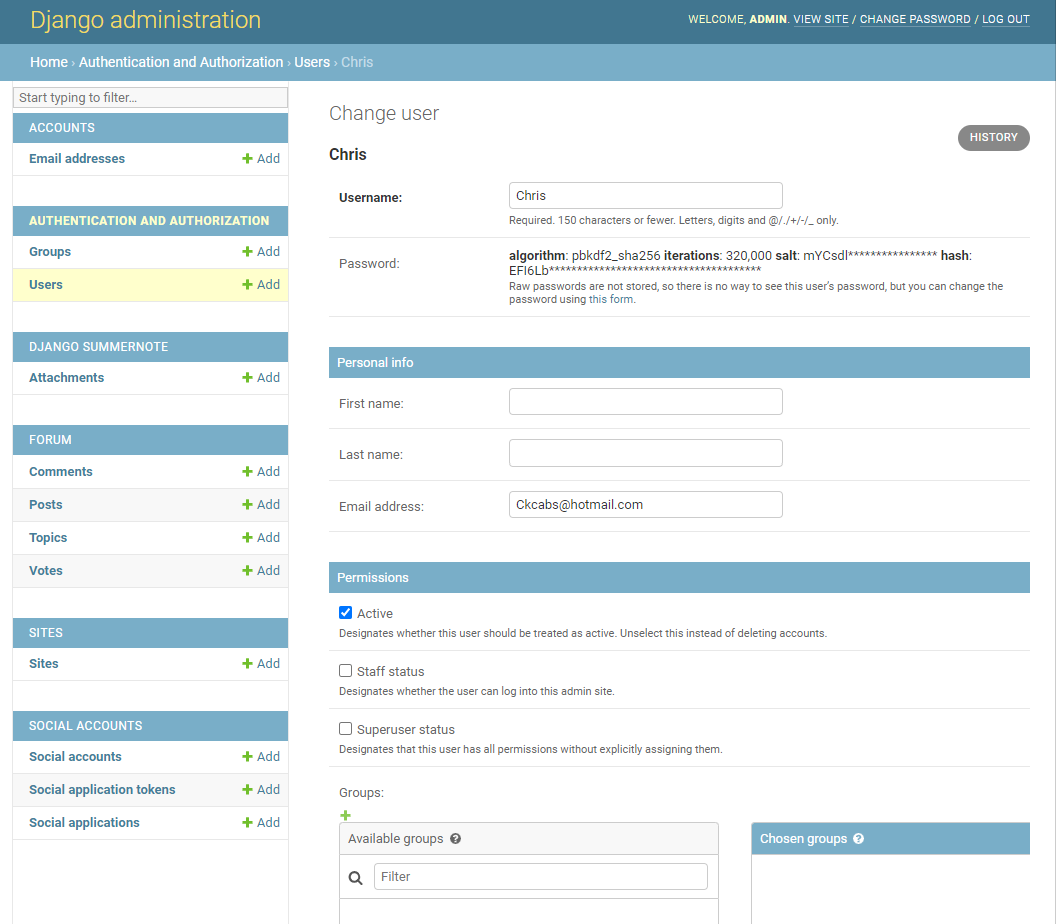 Django administration
WELCOME, ADMIN. VIEW SITE / CHANGE PASSWORD / LOG OUT
Home › Authentication and Authorization › Users › Chris
Start typing to filter...
ACCOUNTS
Email addresses
Add
AUTHENTICATION AND AUTHORIZATION
Groups
Add
Users
Add
DJANGO SUMMERNOTE
Attachments
Add
FORUM
Comments
Add
Posts
Add
Topics
Add
Votes
Add
SITES
Sites
Add
SOCIAL ACCOUNTS
Social accounts
Add
Social application tokens
Add
Social applications
Add
Change user
HISTORY
Chris
Username:
Chris
Required. 150 characters or fewer. Letters, digits and @/./+/-/_ only.
Password:
algorithm: pbkdf2_sha256 iterations: 320,000 salt: mYCsdl**************** hash:
EFI6Lb**************************************
Raw passwords are not stored, so there is no way to see this user's password, but you can change the
password using this form.
Personal info
First name:
Last name:
Email address:
Ckcabs@hotmail.com
Permissions
Active
Designates whether this user should be treated as active. Unselect this instead of deleting accounts.
Staff status
Designates whether the user can log into this admin site.
Superuser status
Designates that this user has all permissions without explicitly assigning them.
Groups:
Available groups ?
Filter
Chosen groups ?